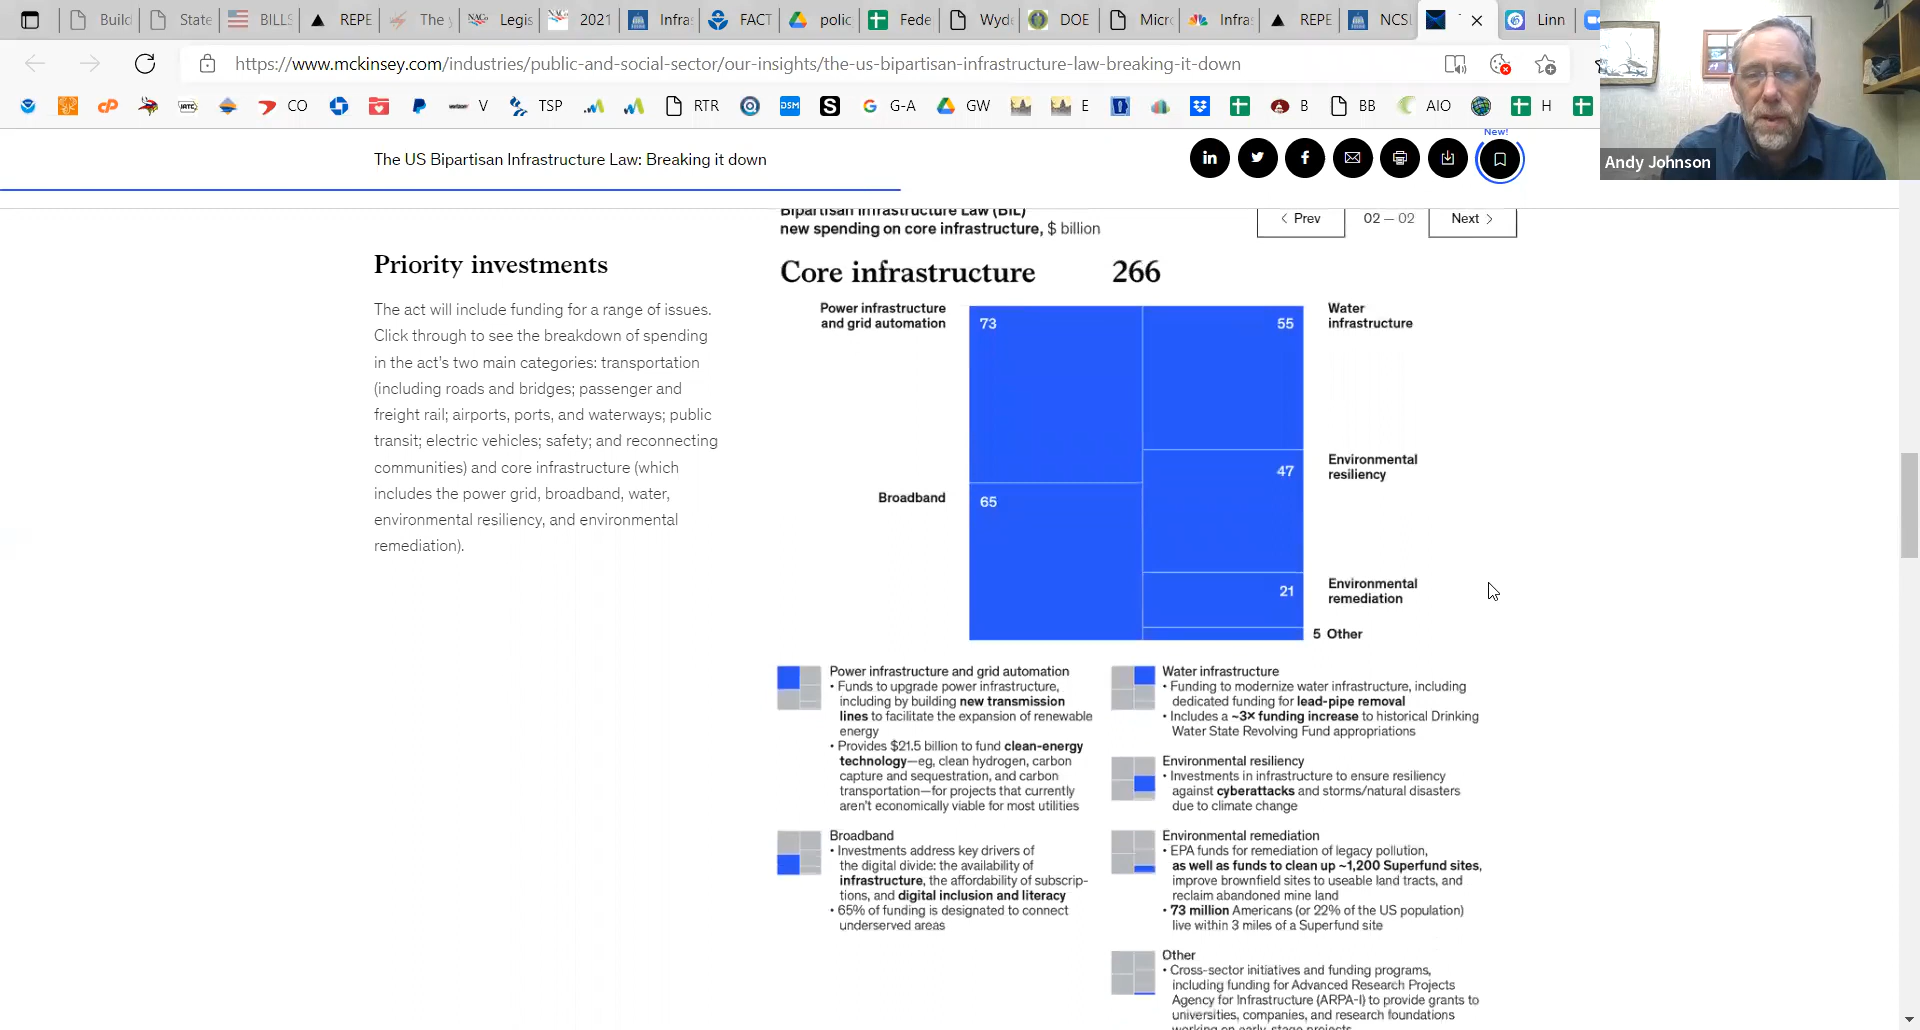 Build
State
BILLS
REPE
The y
NACo Legis
2021
Infras
FACT
polic
Fede
Wyde
DOE
Micro
Infras
REPE
NCSL
Linn
https://www.mckinsey.com/industries/public-and-social-sector/our-insights/the-us-bipartisan-infrastructure-law-breaking-it-down
CO
V
TSP
RTR
DSM
S
G-A
GW
E
B
BB
AIO
H
Andy Johnson
The US Bipartisan Infrastructure Law: Breaking it down
New!
Bipartisan Infrastructure Law (BIL)
new spending on core infrastructure, $ billion
Prev
02 — 02
Next
Priority investments
The act will include funding for a range of issues.
Click through to see the breakdown of spending
in the act's two main categories: transportation
(including roads and bridges; passenger and
freight rail; airports, ports, and waterways; public
transit; electric vehicles; safety; and reconnecting
communities) and core infrastructure (which
includes the power grid, broadband, water,
environmental resiliency, and environmental
remediation).
Core infrastructure 266
Power infrastructure
and grid automation
73
55
Water
infrastructure
Broadband
65
47
Environmental
resiliency
21
Environmental
remediation
5 Other
Power infrastructure and grid automation
• Funds to upgrade power infrastructure,
including by building new transmission
lines to facilitate the expansion of renewable
energy
• Provides $21.5 billion to fund clean-energy
technology—eg, clean hydrogen, carbon
capture and sequestration, and carbon
transportation—for projects that currently
aren't economically viable for most utilities
Broadband
• Investments address key drivers of
the digital divide: the availability of
infrastructure, the affordability of subscrip-
tions, and digital inclusion and literacy
• 65% of funding is designated to connect
underserved areas
Water infrastructure
• Funding to modernize water infrastructure, including
dedicated funding for lead-pipe removal
• Includes a ~3× funding increase to historical Drinking
Water State Revolving Fund appropriations
Environmental resiliency
• Investments in infrastructure to ensure resiliency
against cyberattacks and storms/natural disasters
due to climate change
Environmental remediation
• EPA funds for remediation of legacy pollution,
as well as funds to clean up ~1,200 Superfund sites,
improve brownfield sites to useable land tracts, and
reclaim abandoned mine land
• 73 million Americans (or 22% of the US population)
live within 3 miles of a Superfund site
Other
• Cross-sector initiatives and funding programs,
including funding for Advanced Research Projects
Agency for Infrastructure (ARPA-I) to provide grants to
universities, companies, and research foundations
working on early-stage projects